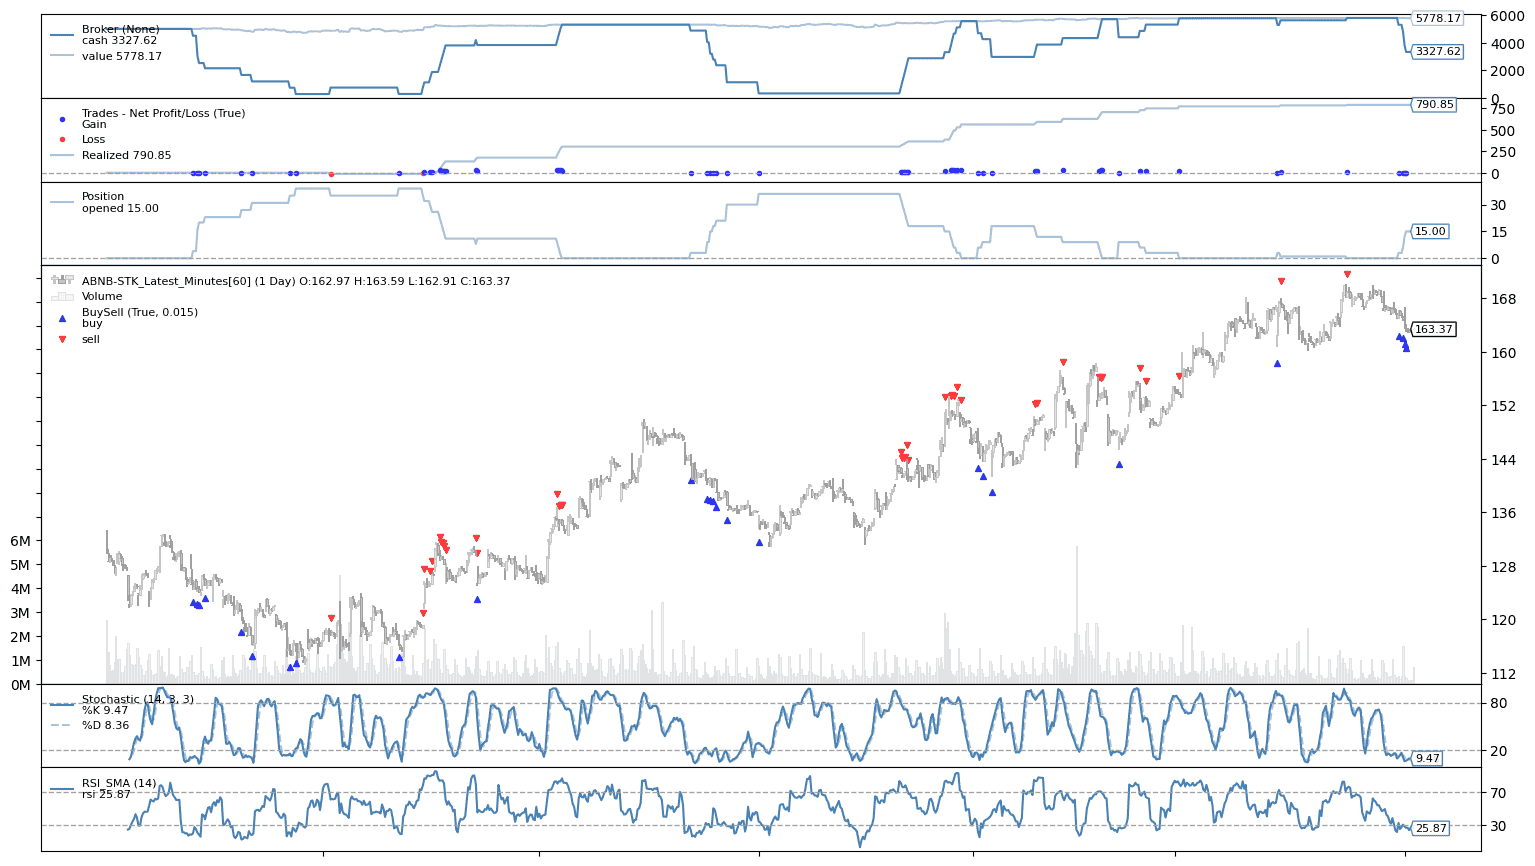 Broker (None)
cash 3327.62
value 5778.17
6000
5778.17
4000
3327.62
2000
0
Trades - Net Profit/Loss (True)
Gain
Loss
Realized 790.85
790.85
750
500
250
0
Position
opened 15.00
30
15
15.00
0
ABNB-STK_Latest_Minutes[60] (1 Day) O:162.97 H:163.59 L:162.91 C:163.37
Volume
BuySell (True, 0.015)
buy
sell
168
163.37
160
152
144
136
128
120
112
6M
5M
4M
3M
2M
1M
0M
Stochastic (14, 3, 3)
%K 9.47
%D 8.36
80
20
9.47
RSI_SMA (14)
rsi 25.87
70
30
25.87